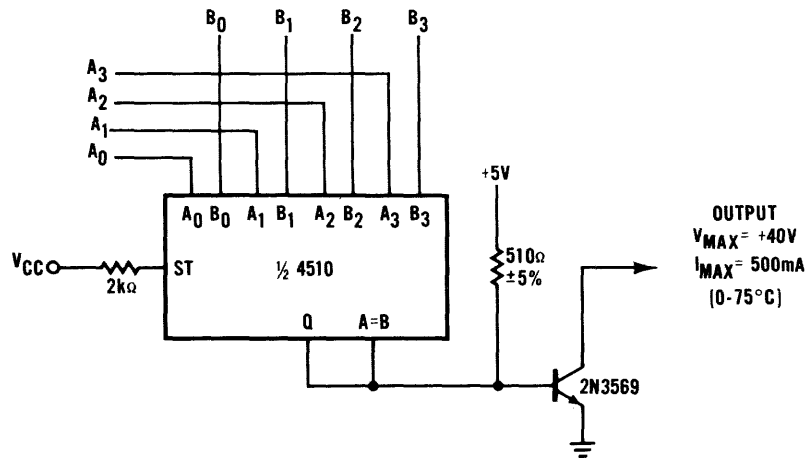 B0 B1 B2 B3
A3
A2
A1
A0
+5V
A0 B0 A1 B1 A2 B2 A3 B3
OUTPUT
VMAX= +40V
IMAX= 500mA
(0-75°C)
510Ω
±5%
VCC
2kΩ
ST
½ 4510
Q A=B
2N3569